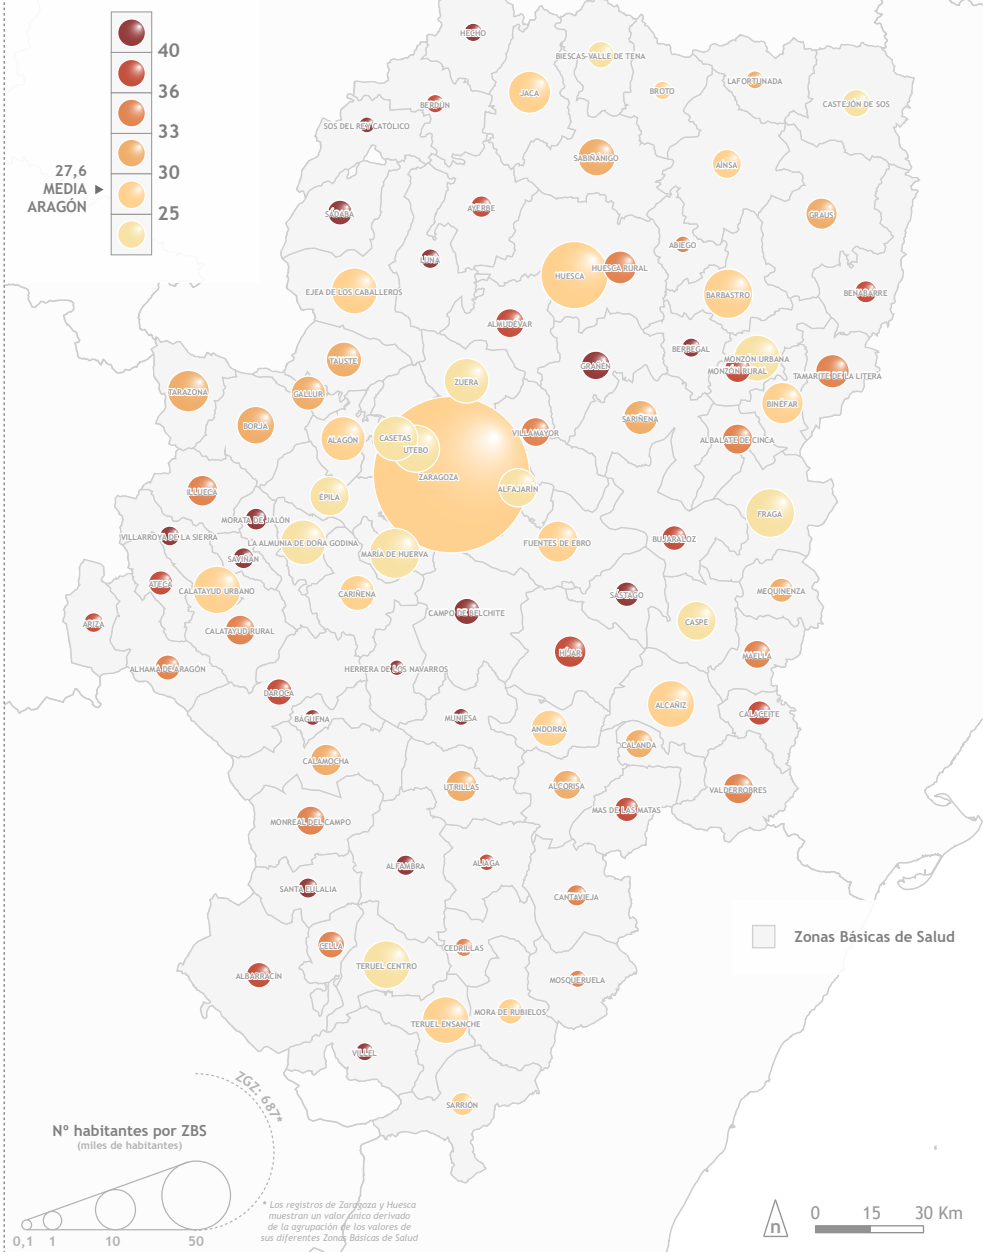 40
36
33
30
25
27,6
MEDIA
ARAGÓN
HECHO
BIESCAS-VALLE DE TENA
JACA
BROTO
LAFORTUNADA
CASTEJÓN DE SOS
BERDÚN
SOS DEL REY CATÓLICO
SABIÑÁNIGO
AÍNSA
SÁDABA
AYERBE
GRAUS
ABIEGO
LUNA
HUESCA
HUESCA RURAL
EJEA DE LOS CABALLEROS
BARBASTRO
BENABARRE
ALMUDÉVAR
BERBEGAL
GRAÑÉN
MONZÓN URBANA
MONZÓN RURAL
TAMARITE DE LA LITERA
TAUSTE
ZUERA
TARAZONA
GALLUR
BINÉFAR
SARIÑENA
BORJA
ALAGÓN
CASETAS
UTEBO
VILLAMAYOR
ALBALATE DE CINCA
ZARAGOZA
ALFAJARÍN
ILLUECA
ÉPILA
FRAGA
MORATA DE JALÓN
VILLARROYA DE LA SIERRA
LA ALMUNIA DE DOÑA GODINA
MARÍA DE HUERVA
FUENTES DE EBRO
BUJARALOZ
SAVIÑÁN
ATECA
CALATAYUD URBANO
CARIÑENA
SÁSTAGO
MEQUINENZA
CAMPO DE BELCHITE
ARIZA
CALATAYUD RURAL
CASPE
HÍJAR
MAELLA
ALHAMA DE ARAGÓN
HERRERA DE LOS NAVARROS
DAROCA
ALCAÑIZ
CALACEITE
BÁGUENA
MUNIESA
ANDORRA
CALANDA
CALAMOCHA
UTRILLAS
ALCORISA
VALDERROBRES
MAS DE LAS MATAS
MONREAL DEL CAMPO
ALFAMBRA
ALIAGA
SANTA EULALIA
CANTAVIEJA
CELLA
CEDRILLAS
TERUEL CENTRO
ALBARRACÍN
MOSQUERUELA
MORA DE RUBIELOS
TERUEL ENSANCHE
VILLEL
SARRIÓN
Zonas Básicas de Salud
ZGZ: 687*
Nº habitantes por ZBS
(miles de habitantes)
0,1 1 10 50
* Los registros de Zaragoza y Huesca
muestran un valor único derivado
de la agrupación de los valores de
sus diferentes Zonas Básicas de Salud
n
0 15 30 Km